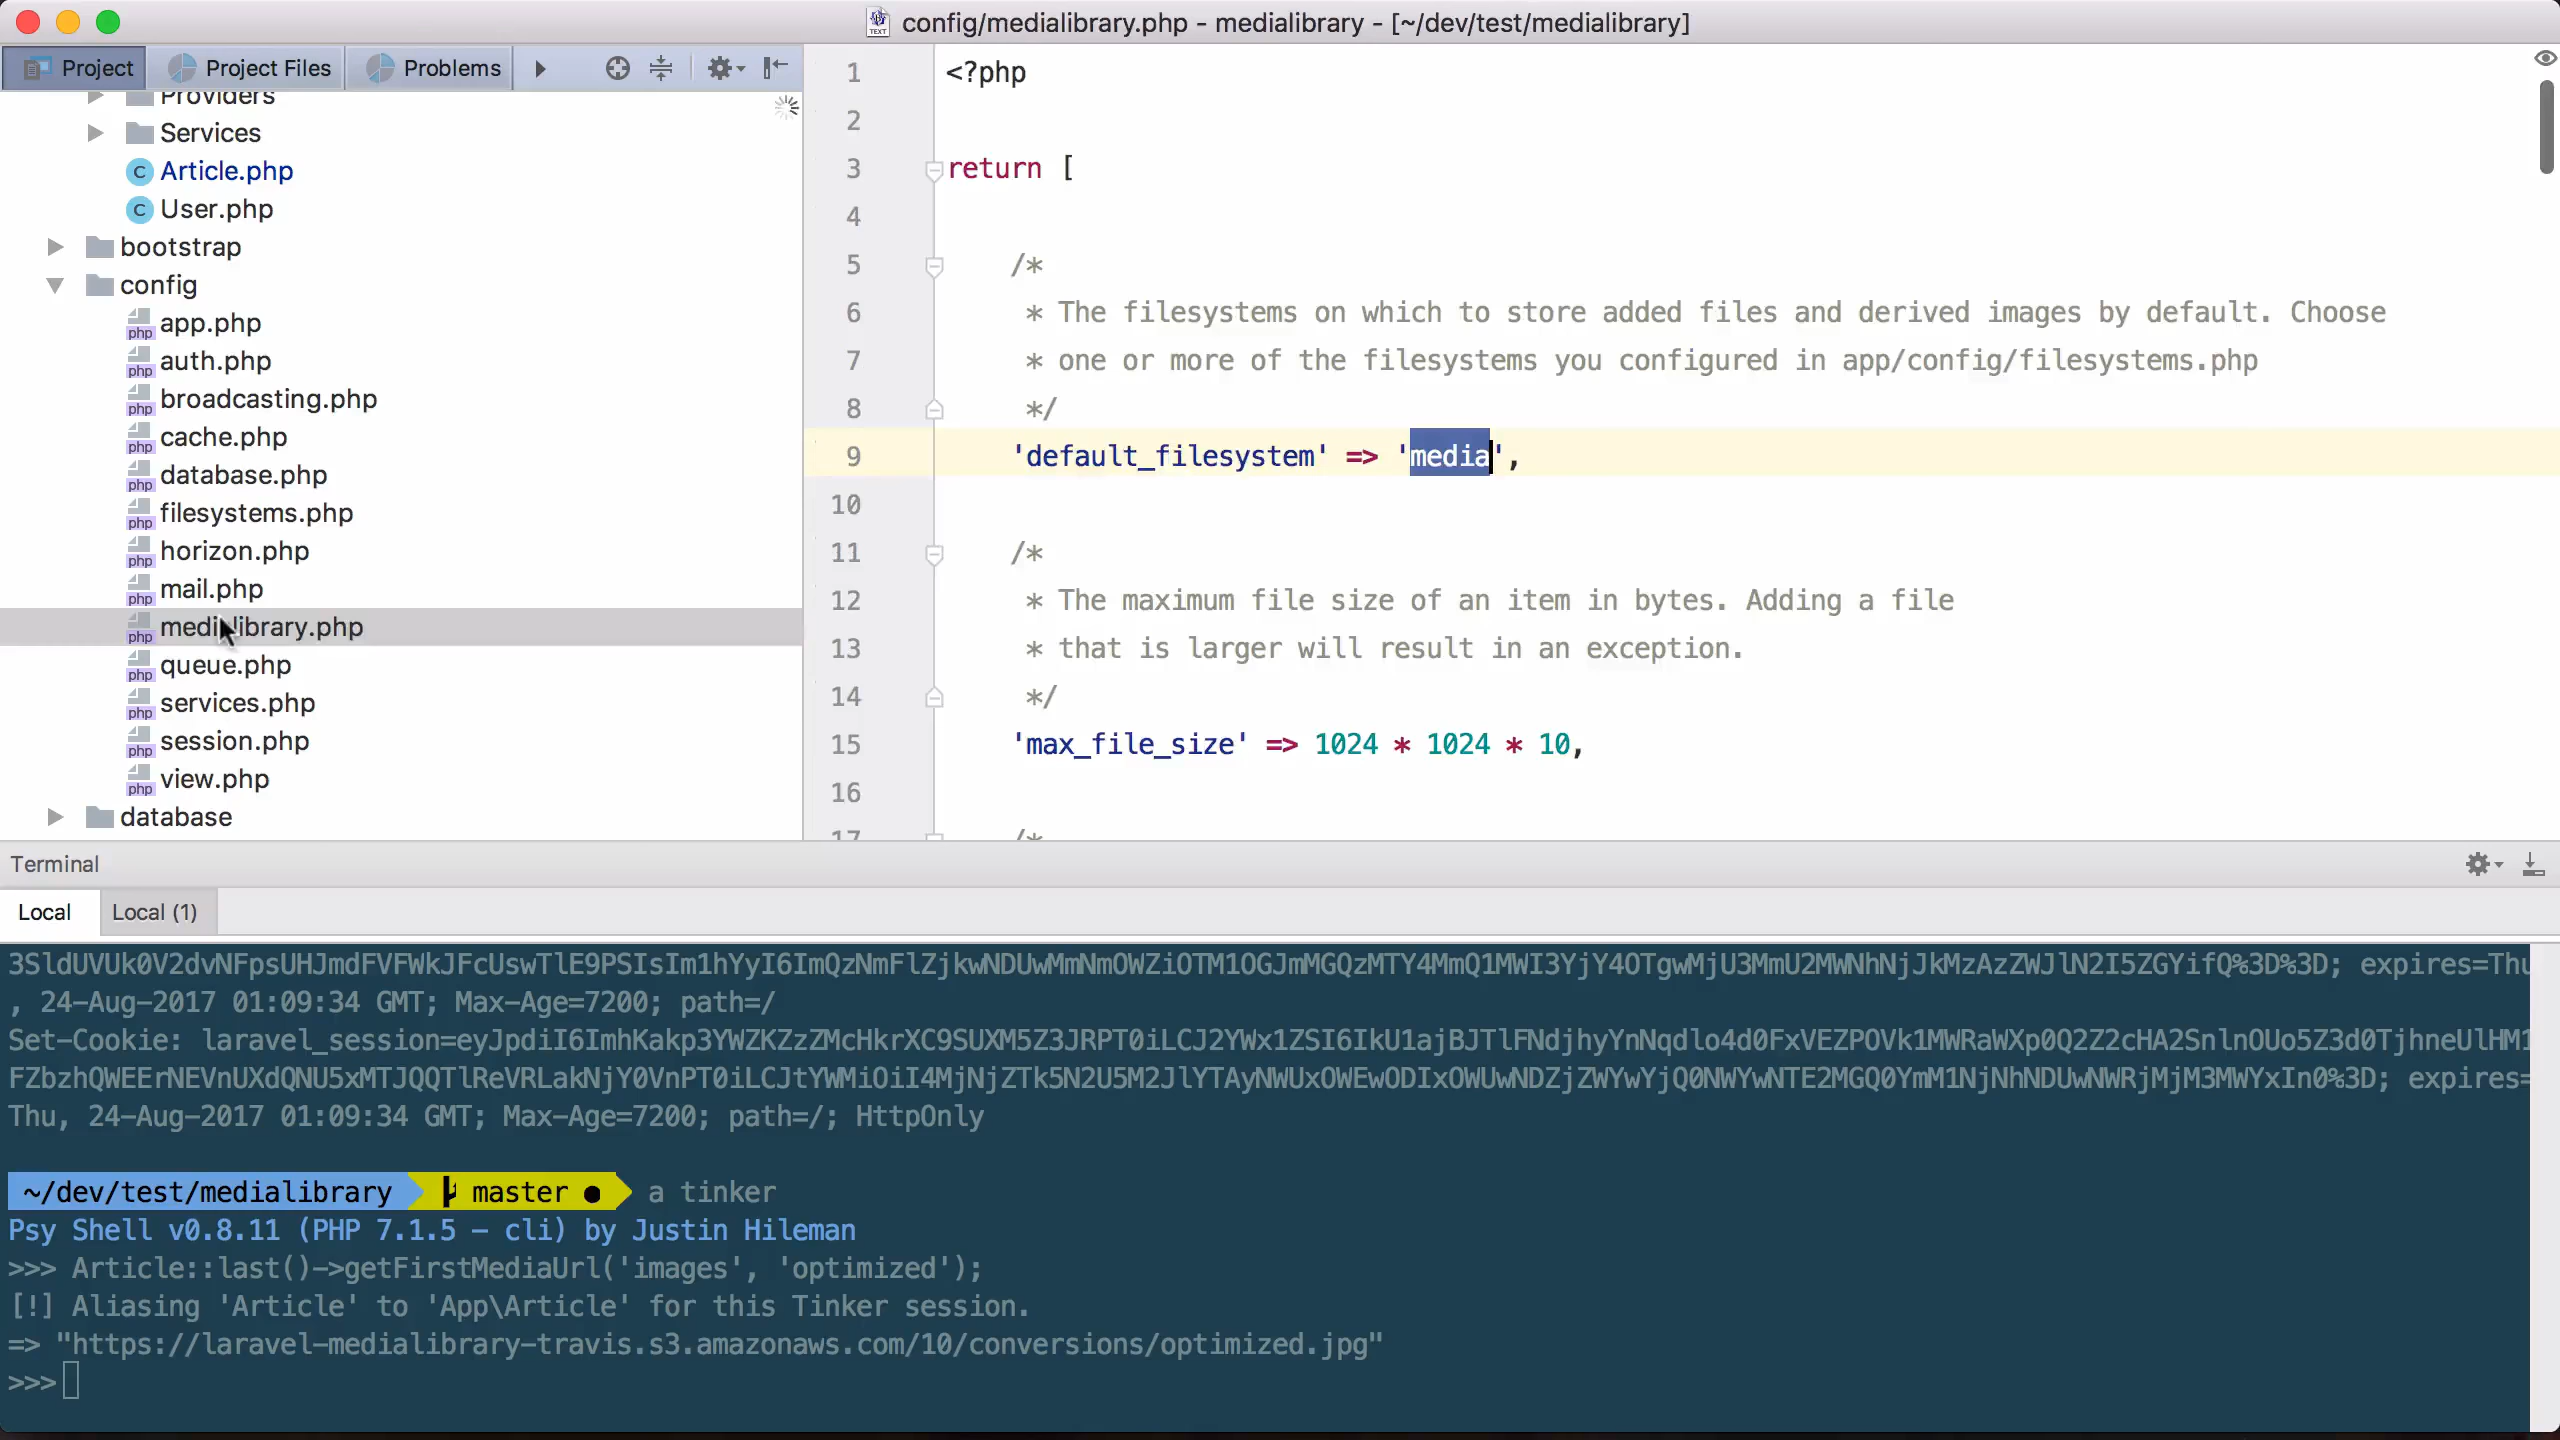 config/medialibrary.php - medialibrary - [~/dev/test/medialibrary]
Project
Project Files
Problems
Providers
Services
Article.php
User.php
bootstrap
config
app.php
auth.php
broadcasting.php
cache.php
database.php
filesystems.php
horizon.php
mail.php
medialibrary.php
queue.php
services.php
session.php
view.php
database
1 <?php
2
3 return [
4
5 /*
6 * The filesystems on which to store added files and derived images by default. Choose
7 * one or more of the filesystems you configured in app/config/filesystems.php
8 */
9 'default_filesystem' => 'media',
10
11 /*
12 * The maximum file size of an item in bytes. Adding a file
13 * that is larger will result in an exception.
14 */
15 'max_file_size' => 1024 * 1024 * 10,
16
17 /*
Terminal
Local
Local (1)
, 24-Aug-2017 01:09:34 GMT; Max-Age=7200; path=/
Set-Cookie:
Thu, 24-Aug-2017 01:09:34 GMT; Max-Age=7200; path=/; HttpOnly
~/dev/test/medialibrary master ● a tinker
Psy Shell v0.8.11 (PHP 7.1.5 — cli) by Justin Hileman
>>> Article::last()->getFirstMediaUrl('images', 'optimized');
[!] Aliasing 'Article' to 'App\Article' for this Tinker session.
=> "https://laravel-medialibrary-travis.s3.amazonaws.com/10/conversions/optimized.jpg"
>>>